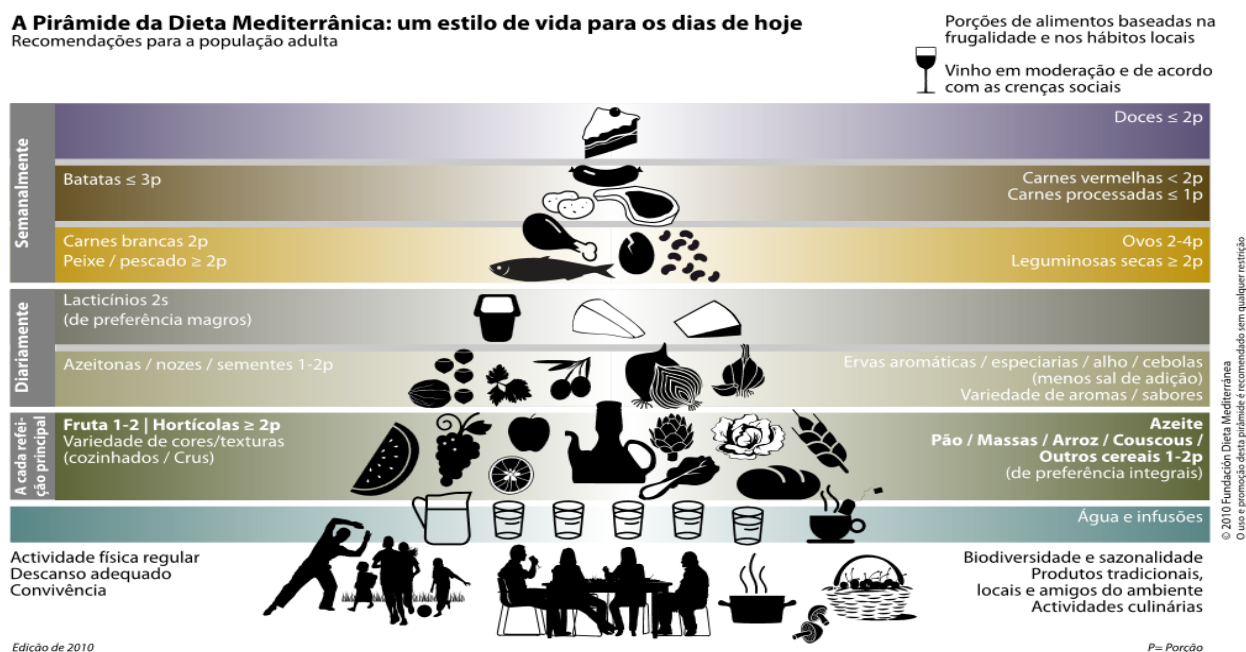 A Pirâmide da Dieta Mediterrânica: um estilo de vida para os dias de hoje
Recomendações para a população adulta
Porções de alimentos baseadas na
frugalidade e nos hábitos locais
Vinho em moderação e de acordo
com as crenças sociais
Semanalmente
Doces ≤ 2p
Batatas ≤ 3p
Carnes vermelhas < 2p
Carnes processadas ≤ 1p
Carnes brancas 2p
Peixe / pescado ≥ 2p
Ovos 2-4p
Leguminosas secas ≥ 2p
Diariamente
Lacticínios 2s
(de preferência magros)
Azeitonas / nozes / sementes 1-2p
Ervas aromáticas / especiarias / alho / cebolas
(menos sal de adição)
Variedade de aromas / sabores
A cada refei-
ção principal
Fruta 1-2 | Hortícolas ≥ 2p
Variedade de cores/texturas
(cozinhados / Crus)
Azeite
Pão / Massas / Arroz / Couscous /
Outros cereais 1-2p
(de preferência integrais)
Água e infusões
Actividade física regular
Descanso adequado
Convivência
Biodiversidade e sazonalidade
Produtos tradicionais,
locais e amigos do ambiente
Actividades culinárias
Edicão de 2010
P= Porcão
© 2010 Fundación Dieta Mediterránea
O uso e promoção desta pirâmide é recomendado sem qualquer restrição